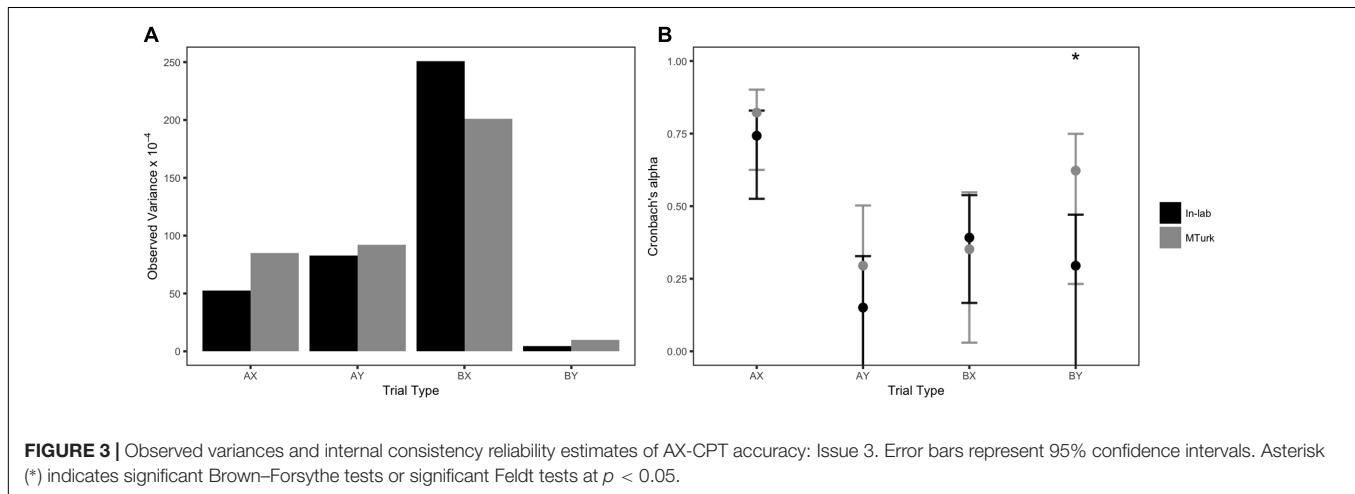 A
Observed Variance x 10⁻⁴
250
200
150
100
50
0
AX AY BX BY
Trial Type
B
Cronbach's alpha
1.00
0.75
0.50
0.25
0.00
*
AX AY BX BY
Trial Type
In-lab
MTurk
FIGURE 3 | Observed variances and internal consistency reliability estimates of AX-CPT accuracy: Issue 3. Error bars represent 95% confidence intervals. Asterisk
(*) indicates significant Brown–Forsythe tests or significant Feldt tests at p < 0.05.